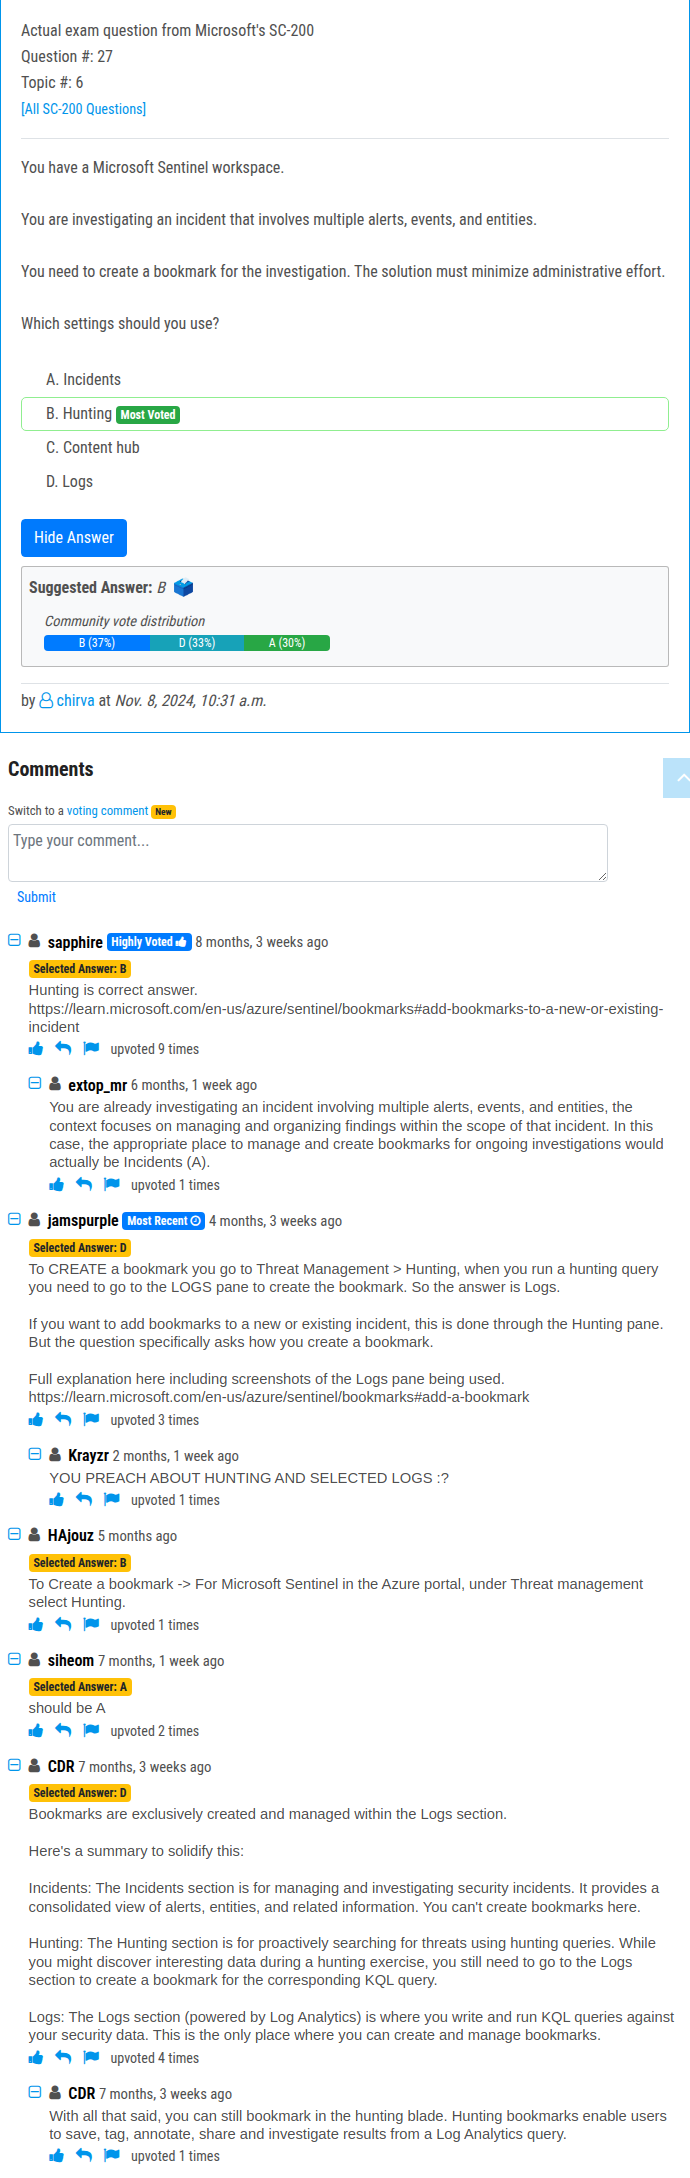 Actual exam question from Microsoft's SC-200
Question #: 27
Topic #: 6
[All SC-200 Questions]
You have a Microsoft Sentinel workspace.
You are investigating an incident that involves multiple alerts, events, and entities.
You need to create a bookmark for the investigation. The solution must minimize administrative effort.
Which settings should you use?
A. Incidents
B. Hunting Most Voted
C. Content hub
D. Logs
Hide Answer
Suggested Answer: B
Community vote distribution
B (37%) D (33%) A (30%)
by chirva at Nov. 8, 2024, 10:31 a.m.
Comments
Switch to a voting comment New
Type your comment...
Submit
sapphire Highly Voted 8 months, 3 weeks ago
Selected Answer: B
Hunting is correct answer.
https://learn.microsoft.com/en-us/azure/sentinel/bookmarks#add-bookmarks-to-a-new-or-existing-
incident
upvoted 9 times
extop_mr 6 months, 1 week ago
You are already investigating an incident involving multiple alerts, events, and entities, the
context focuses on managing and organizing findings within the scope of that incident. In this
case, the appropriate place to manage and create bookmarks for ongoing investigations would
actually be Incidents (A).
upvoted 1 times
jamspurple Most Recent 4 months, 3 weeks ago
Selected Answer: D
To CREATE a bookmark you go to Threat Management > Hunting, when you run a hunting query
you need to go to the LOGS pane to create the bookmark. So the answer is Logs.
If you want to add bookmarks to a new or existing incident, this is done through the Hunting pane.
But the question specifically asks how you create a bookmark.
Full explanation here including screenshots of the Logs pane being used.
https://learn.microsoft.com/en-us/azure/sentinel/bookmarks#add-a-bookmark
upvoted 3 times
Krayzr 2 months, 1 week ago
YOU PREACH ABOUT HUNTING AND SELECTED LOGS :?
upvoted 1 times
HAjouz 5 months ago
Selected Answer: B
To Create a bookmark -> For Microsoft Sentinel in the Azure portal, under Threat management
select Hunting.
upvoted 1 times
siheom 7 months, 1 week ago
Selected Answer: A
should be A
upvoted 2 times
CDR 7 months, 3 weeks ago
Selected Answer: D
Bookmarks are exclusively created and managed within the Logs section.
Here's a summary to solidify this:
Incidents: The Incidents section is for managing and investigating security incidents. It provides a
consolidated view of alerts, entities, and related information. You can't create bookmarks here.
Hunting: The Hunting section is for proactively searching for threats using hunting queries. While
you might discover interesting data during a hunting exercise, you still need to go to the Logs
section to create a bookmark for the corresponding KQL query.
Logs: The Logs section (powered by Log Analytics) is where you write and run KQL queries against
your security data. This is the only place where you can create and manage bookmarks.
upvoted 4 times
CDR 7 months, 3 weeks ago
With all that said, you can still bookmark in the hunting blade. Hunting bookmarks enable users
to save, tag, annotate, share and investigate results from a Log Analytics query.
upvoted 1 times